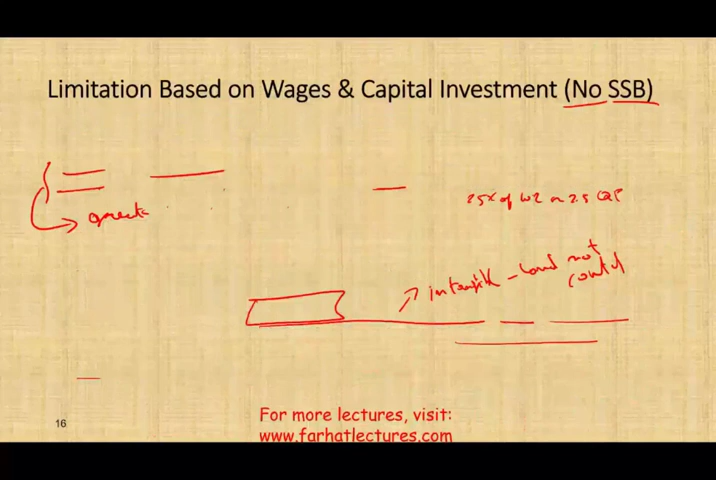 Limitation Based on Wages & Capital Investment (No SSB)
25% of W2 or 2.5 QP
not
intangible - land
16
For more lectures, visit:
www.farhatlectures.com